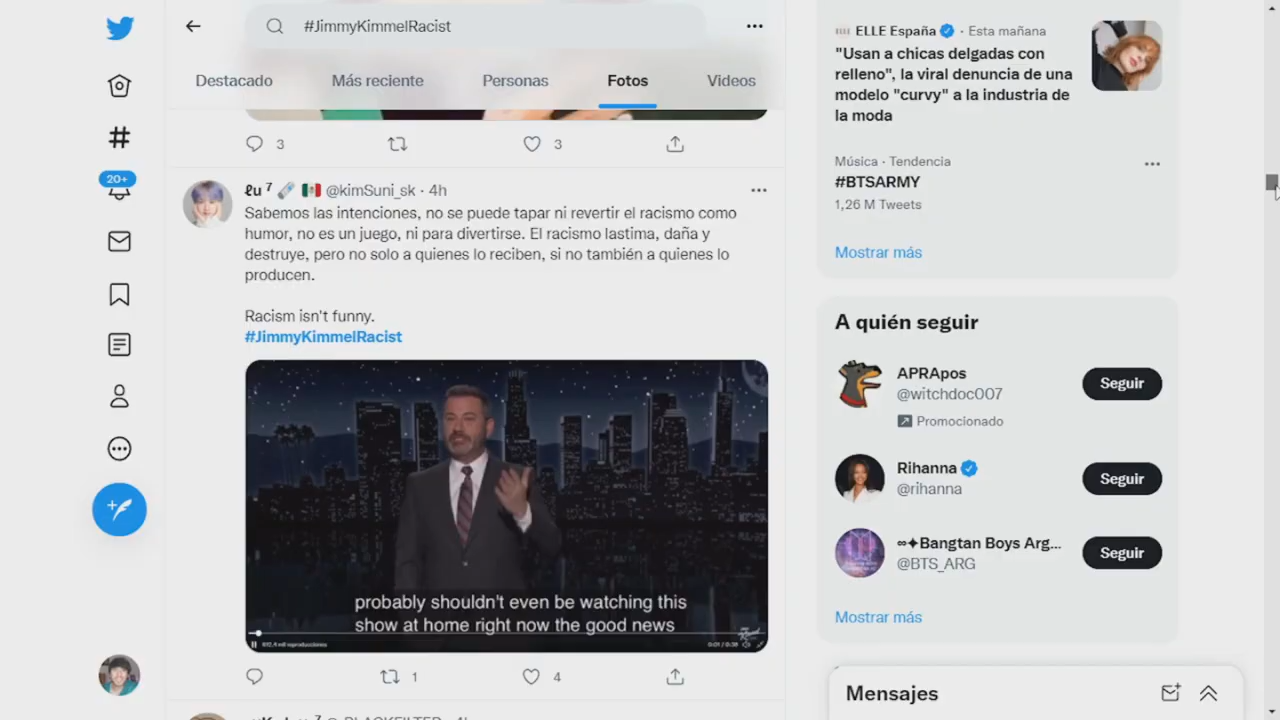 #JimmyKimmelRacist
Destacado
Más reciente
Personas
Fotos
Videos
3
3
20+
ℓu ⁷ 🩹 🇲🇽 @kimSuni_sk · 4h
Sabemos las intenciones, no se puede tapar ni revertir el racismo como
humor, no es un juego, ni para divertirse. El racismo lastima, daña y
destruye, pero no solo a quienes lo reciben, si no también a quienes lo
producen.
Racism isn't funny.
#JimmyKimmelRacist
probably shouldn't even be watching this
show at home right now the good news
1
4
ELLE España · Esta mañana
"Usan a chicas delgadas con
relleno", la viral denuncia de una
modelo "curvy" a la industria de
la moda
Música · Tendencia
#BTSARMY
1,26 M Tweets
Mostrar más
A quién seguir
APRApos
@witchdoc007
Promocionado
Seguir
Rihanna
@rihanna
Seguir
∞✦Bangtan Boys Arg...
@BTS_ARG
Seguir
Mostrar más
Mensajes